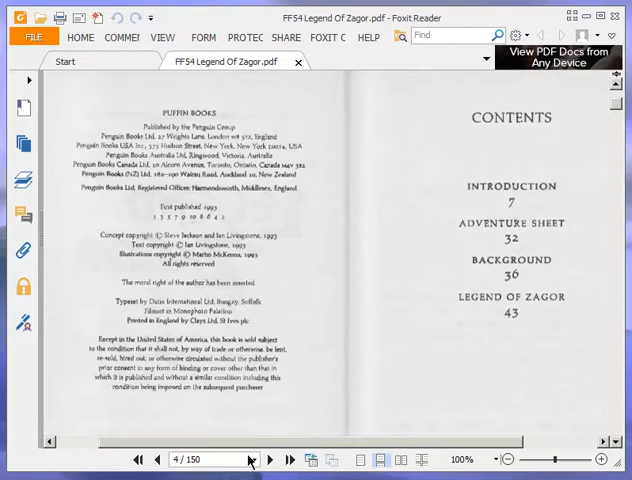 FF54 Legend Of Zagor.pdf - Foxit Reader
FILE HOME COMMEI VIEW FORM PROTEC SHARE FOXIT C HELP Find
View PDF Docs from
Any Device
Start FF54 Legend Of Zagor.pdf
PUFFIN BOOKS
Published by the Penguin Group
Penguin Books Ltd, 27 Wrights Lane, London W8 5TZ, England
Penguin Books USA Inc., 375 Hudson Street, New York, New York 10014, USA
Penguin Books Australia Ltd, Ringwood, Victoria, Australia
Penguin Books Canada Ltd, 10 Alcorn Avenue, Toronto, Ontario, Canada M4V 3B2
Penguin Books (NZ) Ltd, 182–190 Wairau Road, Auckland 10, New Zealand
Penguin Books Ltd, Registered Offices: Harmondsworth, Middlesex, England
First published 1993
1 3 5 7 9 10 8 6 4 2
Concept copyright © Steve Jackson and Ian Livingstone, 1993
Text copyright © Ian Livingstone, 1993
Illustrations copyright © Martin McKenna, 1993
All rights reserved
The moral right of the author has been asserted
Typeset by Datix International Ltd, Bungay, Suffolk
Filmset in Monophoto Palatino
Printed in England by Clays Ltd, St Ives plc
Except in the United States of America, this book is sold subject
to the condition that it shall not, by way of trade or otherwise, be lent,
re-sold, hired out, or otherwise circulated without the publisher's
prior consent in any form of binding or cover other than that in
which it is published and without a similar condition including this
condition being imposed on the subsequent purchaser
CONTENTS
INTRODUCTION
7
ADVENTURE SHEET
32
BACKGROUND
36
LEGEND OF ZAGOR
43
4 / 150
100%